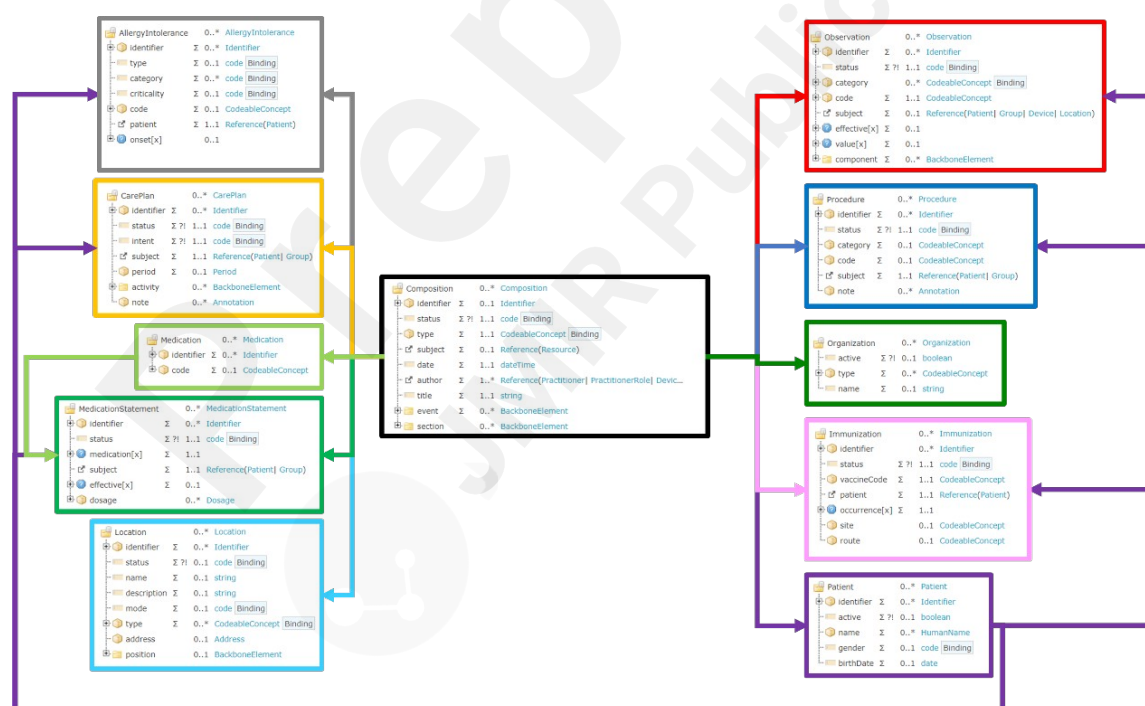 AllergyIntolerance 0..* AllergyIntolerance
identifier Σ 0..* Identifier
type Σ 0..1 code Binding
category Σ 0..* code Binding
criticality Σ 0..1 code Binding
code Σ 0..1 CodeableConcept
patient Σ 1..1 Reference(Patient)
onset[x] 0..1
CarePlan 0..* CarePlan
identifier Σ 0..* Identifier
status Σ ?! 1..1 code Binding
intent Σ ?! 1..1 code Binding
subject Σ 1..1 Reference(Patient| Group)
period Σ 0..1 Period
activity 0..* BackboneElement
note 0..* Annotation
Medication 0..* Medication
identifier Σ 0..* Identifier
code Σ 0..1 CodeableConcept
MedicationStatement 0..* MedicationStatement
identifier Σ 0..* Identifier
status Σ ?! 1..1 code Binding
medication[x] Σ 1..1
subject Σ 1..1 Reference(Patient| Group)
effective[x] Σ 0..1
dosage 0..* Dosage
Location 0..* Location
identifier Σ 0..* Identifier
status Σ ?! 0..1 code Binding
name Σ 0..1 string
description Σ 0..1 string
mode Σ 0..1 code Binding
type Σ 0..* CodeableConcept Binding
address 0..1 Address
position 0..1 BackboneElement
Composition 0..* Composition
identifier Σ 0..1 Identifier
status Σ ?! 1..1 code Binding
type Σ 1..1 CodeableConcept Binding
subject Σ 0..1 Reference(Resource)
date Σ 1..1 dateTime
author Σ 1..* Reference(Practitioner| PractitionerRole| Devic...
title Σ 1..1 string
event Σ 0..* BackboneElement
section 0..* BackboneElement
Observation 0..* Observation
identifier Σ 0..* Identifier
status Σ ?! 1..1 code Binding
category 0..* CodeableConcept Binding
code Σ 1..1 CodeableConcept
subject Σ 0..1 Reference(Patient| Group| Device| Location)
effective[x] Σ 0..1
value[x] Σ 0..1
component Σ 0..* BackboneElement
Procedure 0..* Procedure
identifier Σ 0..* Identifier
status Σ ?! 1..1 code Binding
category Σ 0..1 CodeableConcept
code Σ 0..1 CodeableConcept
subject Σ 1..1 Reference(Patient| Group)
note 0..* Annotation
Organization 0..* Organization
active Σ ?! 0..1 boolean
type Σ 0..* CodeableConcept
name Σ 0..1 string
Immunization 0..* Immunization
identifier 0..* Identifier
status Σ ?! 1..1 code Binding
vaccineCode Σ 1..1 CodeableConcept
patient Σ 1..1 Reference(Patient)
occurrence[x] Σ 1..1
site 0..1 CodeableConcept
route 0..1 CodeableConcept
Patient 0..* Patient
identifier Σ 0..* Identifier
active Σ ?! 0..1 boolean
name Σ 0..* HumanName
gender Σ 0..1 code Binding
birthDate Σ 0..1 date
Prep
JMIR Public